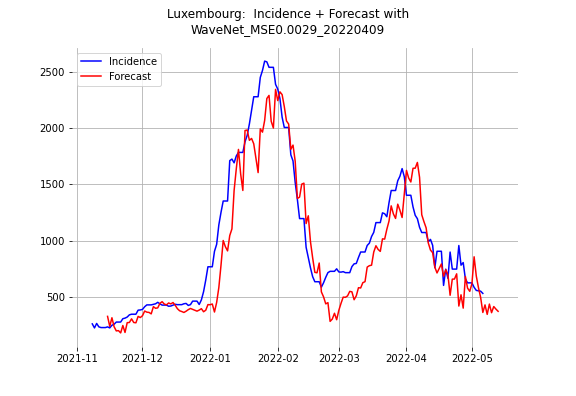 Luxembourg:  Incidence + Forecast with
WaveNet_MSE0.0029_20220409
Incidence
Forecast
2500
2000
1500
1000
500
2021-11 2021-12 2022-01 2022-02 2022-03 2022-04 2022-05